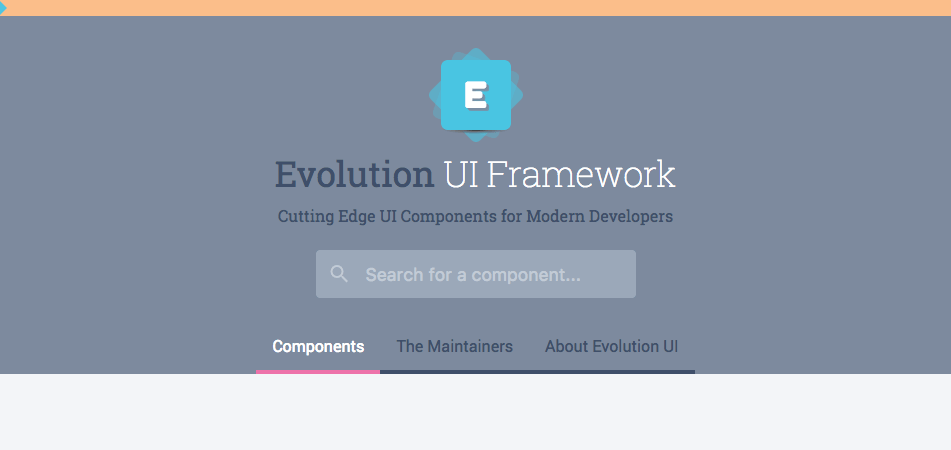 E
Evolution UI Framework
Cutting Edge UI Components for Modern Developers
Search for a component...
Components The Maintainers About Evolution UI